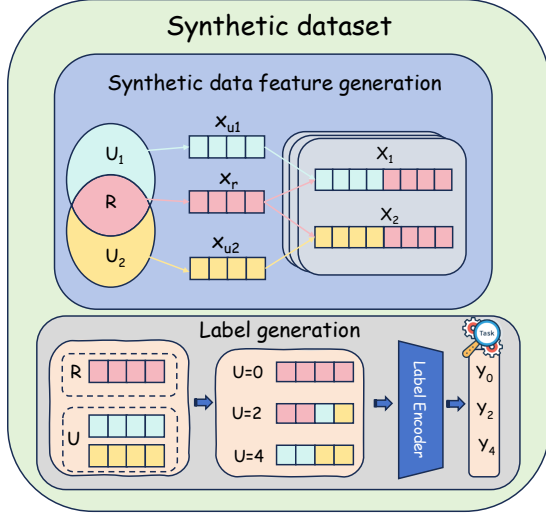 Synthetic dataset
Synthetic data feature generation
U1
R
U2
Xu1
Xr
Xu2
X1
X2
Label generation
Task
R
U
U=0
U=2
U=4
Label Encoder
Y0
Y2
Y4